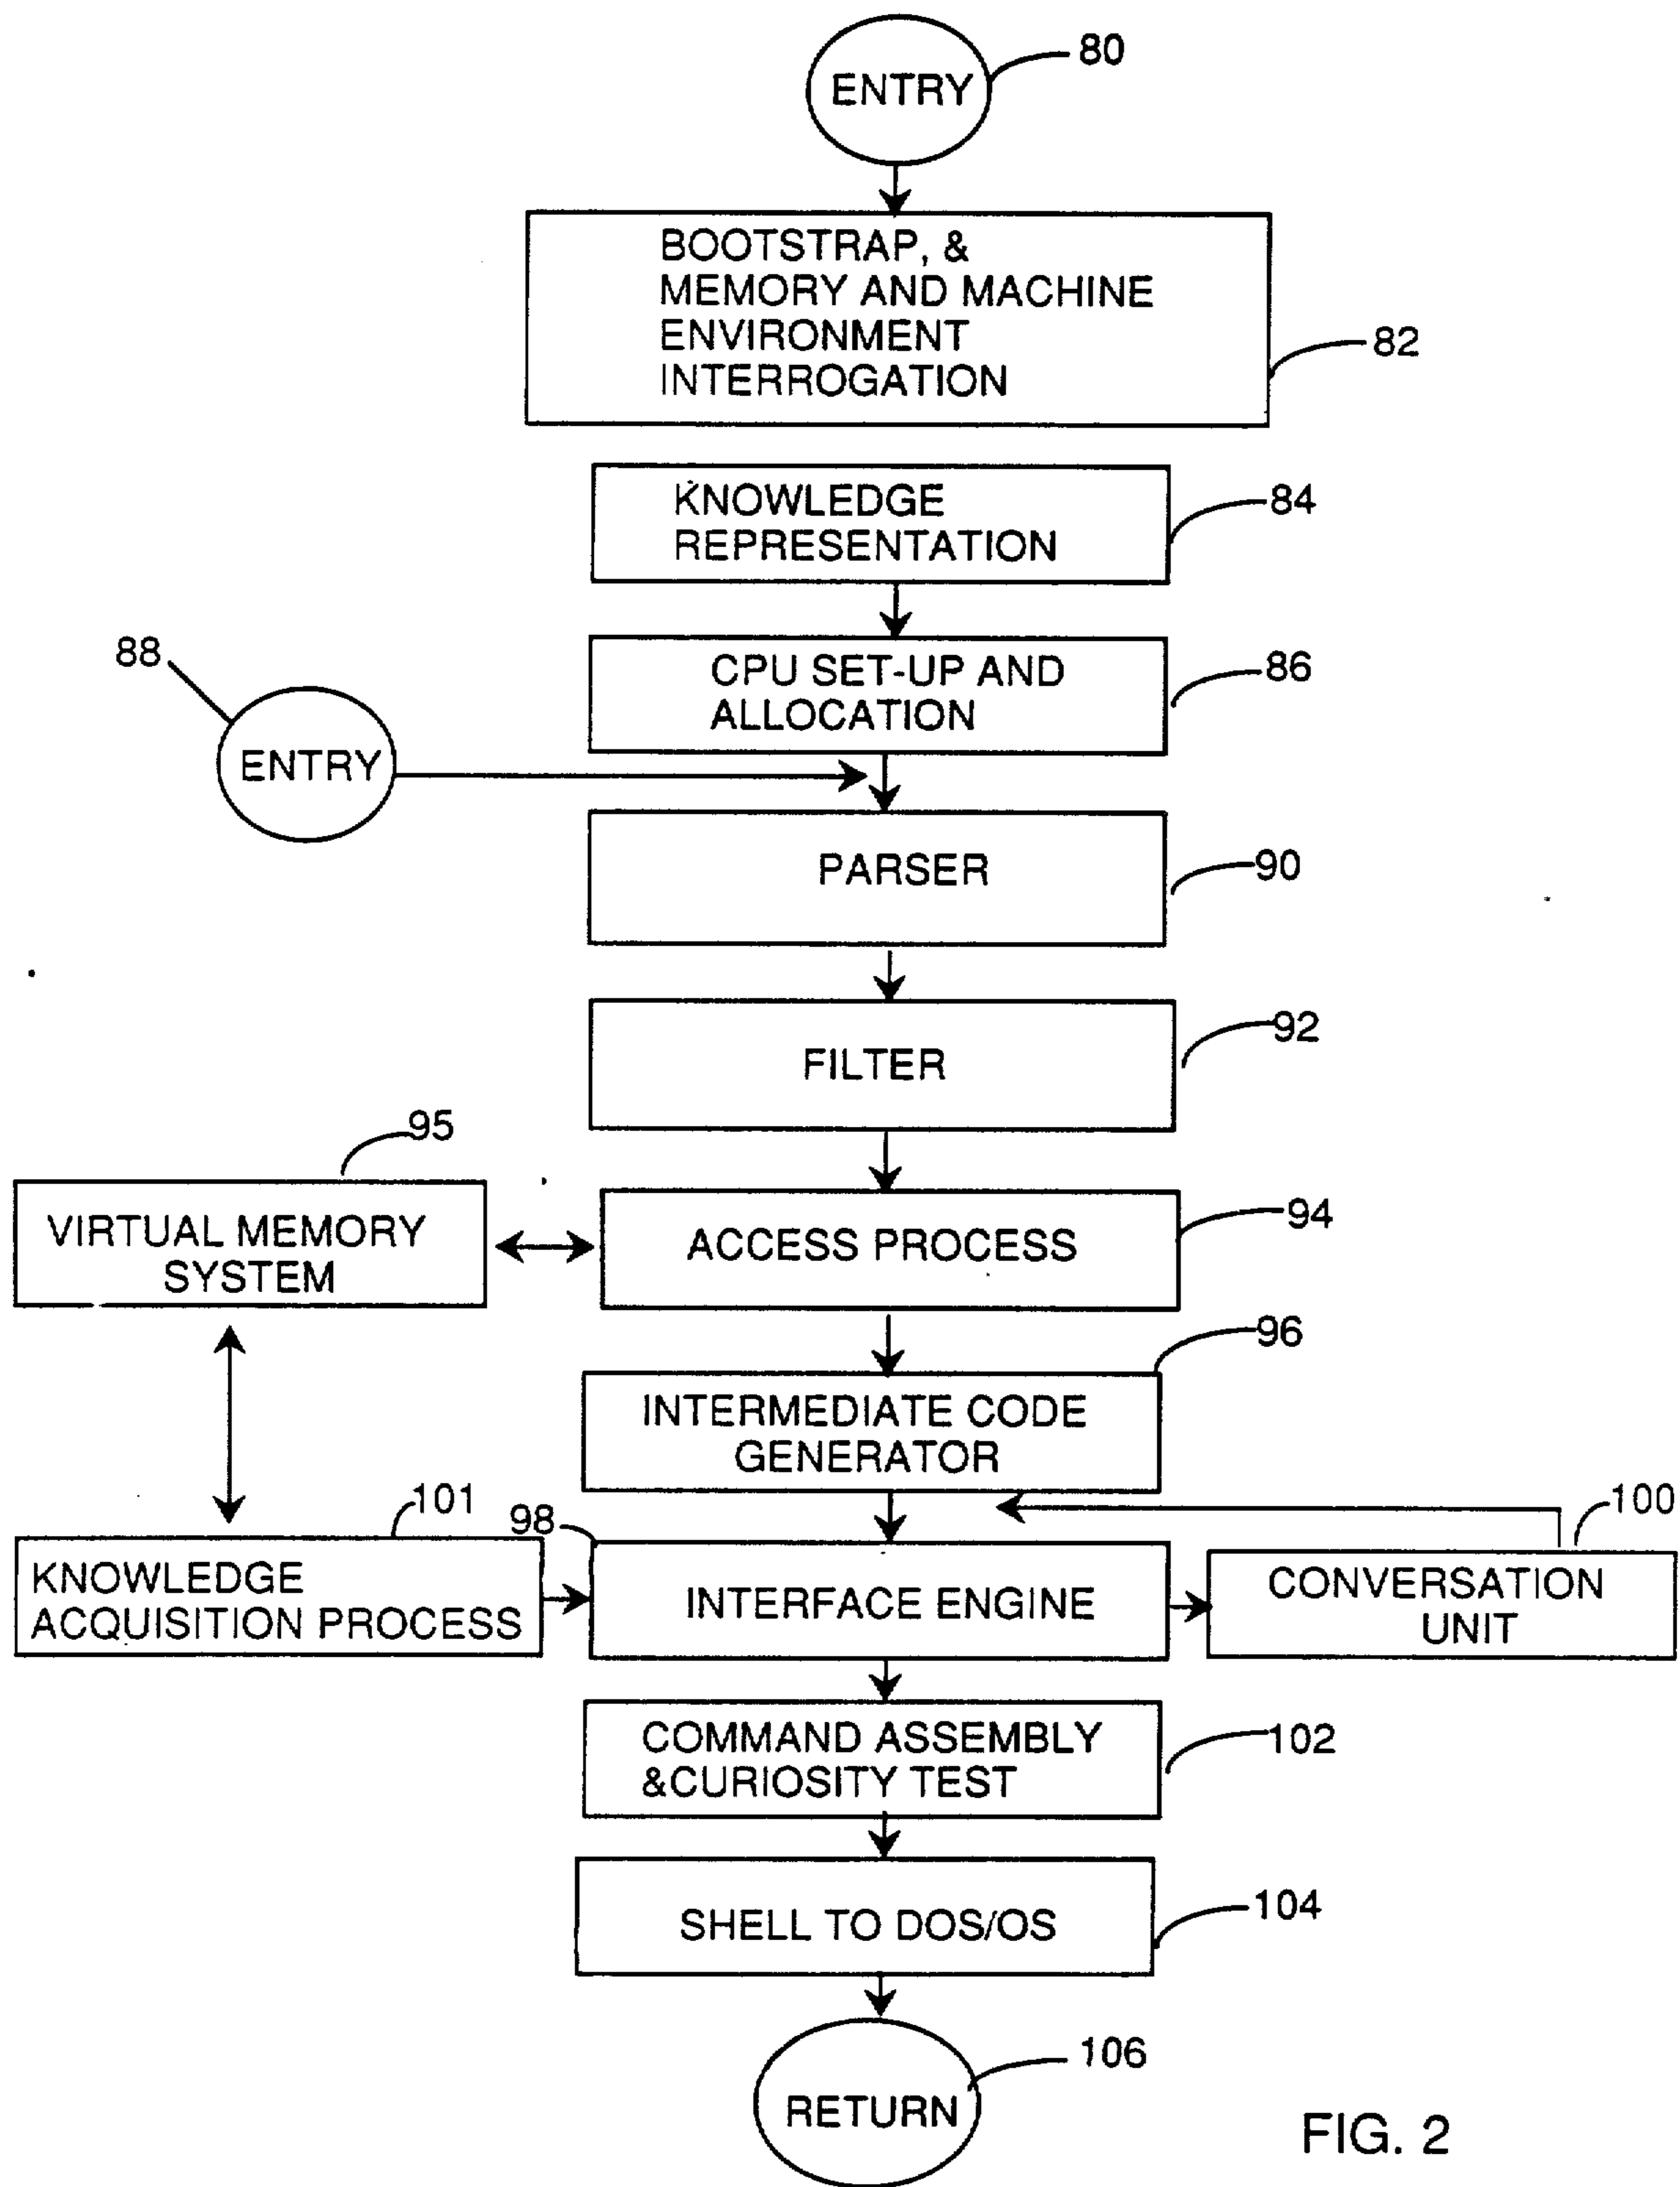 80
ENTRY
BOOTSTRAP, &
MEMORY AND MACHINE
ENVIRONMENT
INTERROGATION
82
KNOWLEDGE
REPRESENTATION
84
CPU SET-UP AND
ALLOCATION
86
88
ENTRY
PARSER
90
FILTER
92
95
VIRTUAL MEMORY
SYSTEM
ACCESS PROCESS
94
96
INTERMEDIATE CODE
GENERATOR
101
98
100
KNOWLEDGE
ACQUISITION PROCESS
INTERFACE ENGINE
CONVERSATION
UNIT
COMMAND ASSEMBLY
&CURIOSITY TEST
102
SHELL TO DOS/OS
104
RETURN
106
FIG. 2